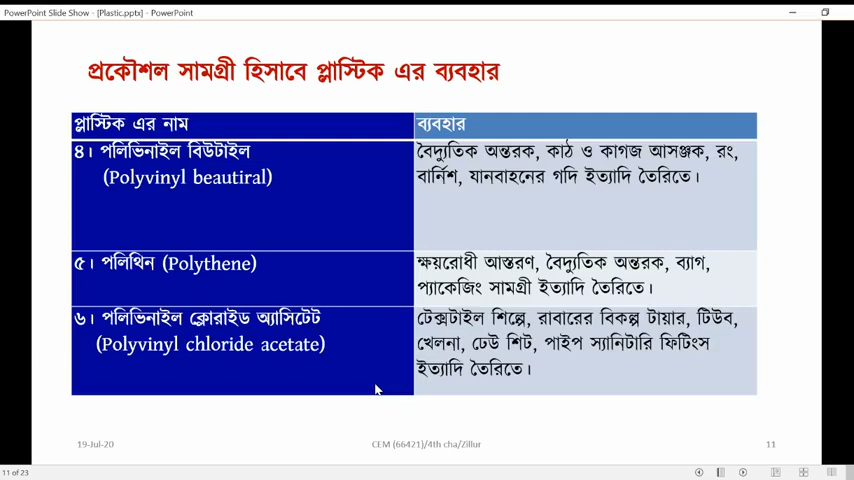 PowerPoint Slide Show - [Plastic.pptx] - PowerPoint
প্রকৌশল সামগ্রী হিসাবে প্লাস্টিক এর ব্যবহার
প্লাস্টিক এর নাম
ব্যবহার
৪। পলিভিনাইল বিউটাইল
(Polyvinyl beautiral)
বৈদ্যুতিক অন্তরক, কাঠ ও কাগজ আসঞ্জক, রং,
বার্নিশ, যানবাহনের গদি ইত্যাদি তৈরিতে।
৫। পলিথিন (Polythene)
ক্ষয়রোধী আস্তরণ, বৈদ্যুতিক অন্তরক, ব্যাগ,
প্যাকেজিং সামগ্রী ইত্যাদি তৈরিতে।
৬। পলিভিনাইল ক্লোরাইড অ্যাসিটেট
(Polyvinyl chloride acetate)
টেক্সটাইল শিল্পে, রাবারের বিকল্প টায়ার, টিউব,
খেলনা, ঢেউ শিট, পাইপ স্যানিটারি ফিটিংস
ইত্যাদি তৈরিতে।
19-Jul-20
CEM (66421)/4th cha/Zillur
11
11 of 23